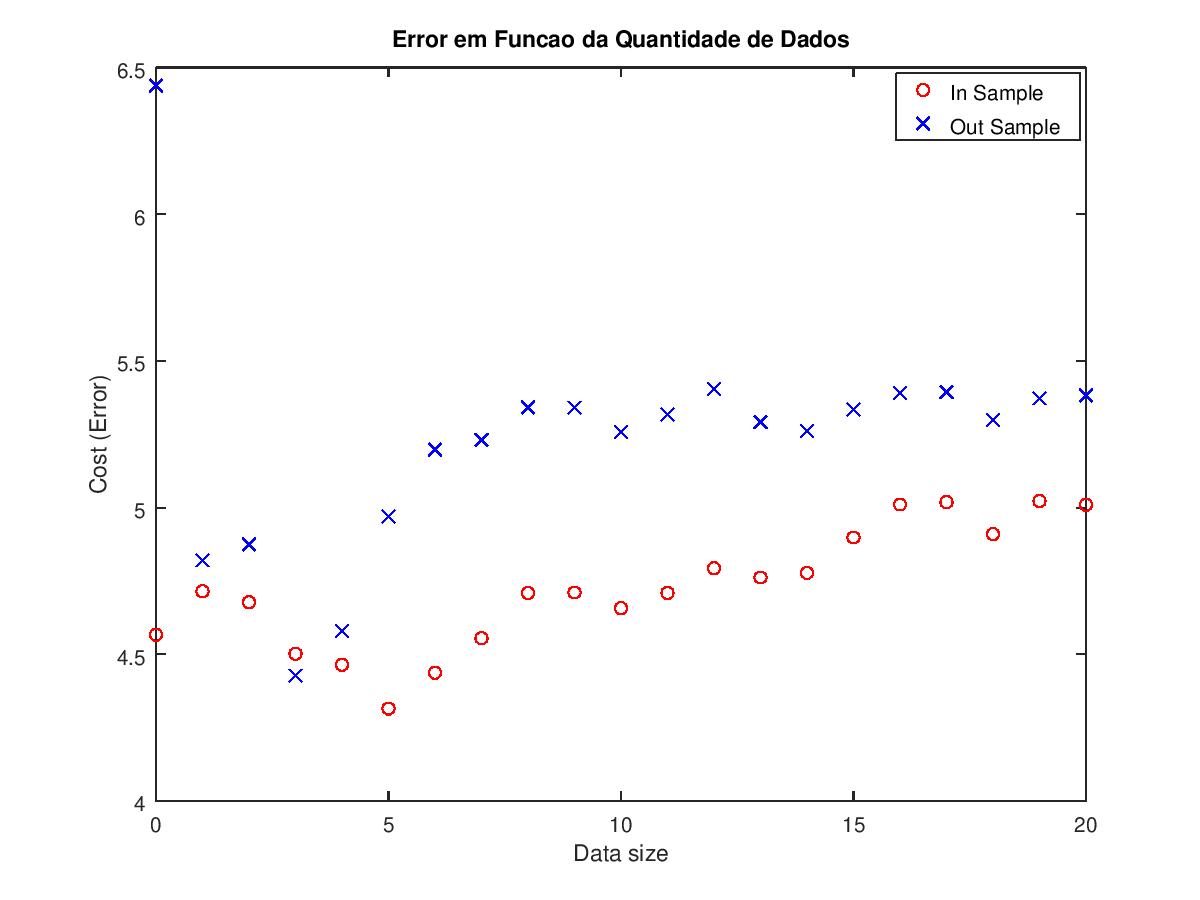 Error em Funcao da Quantidade de Dados
6.5
6
5.5
5
4.5
4
Cost (Error)
In Sample
Out Sample
0 5 10 15 20
Data size